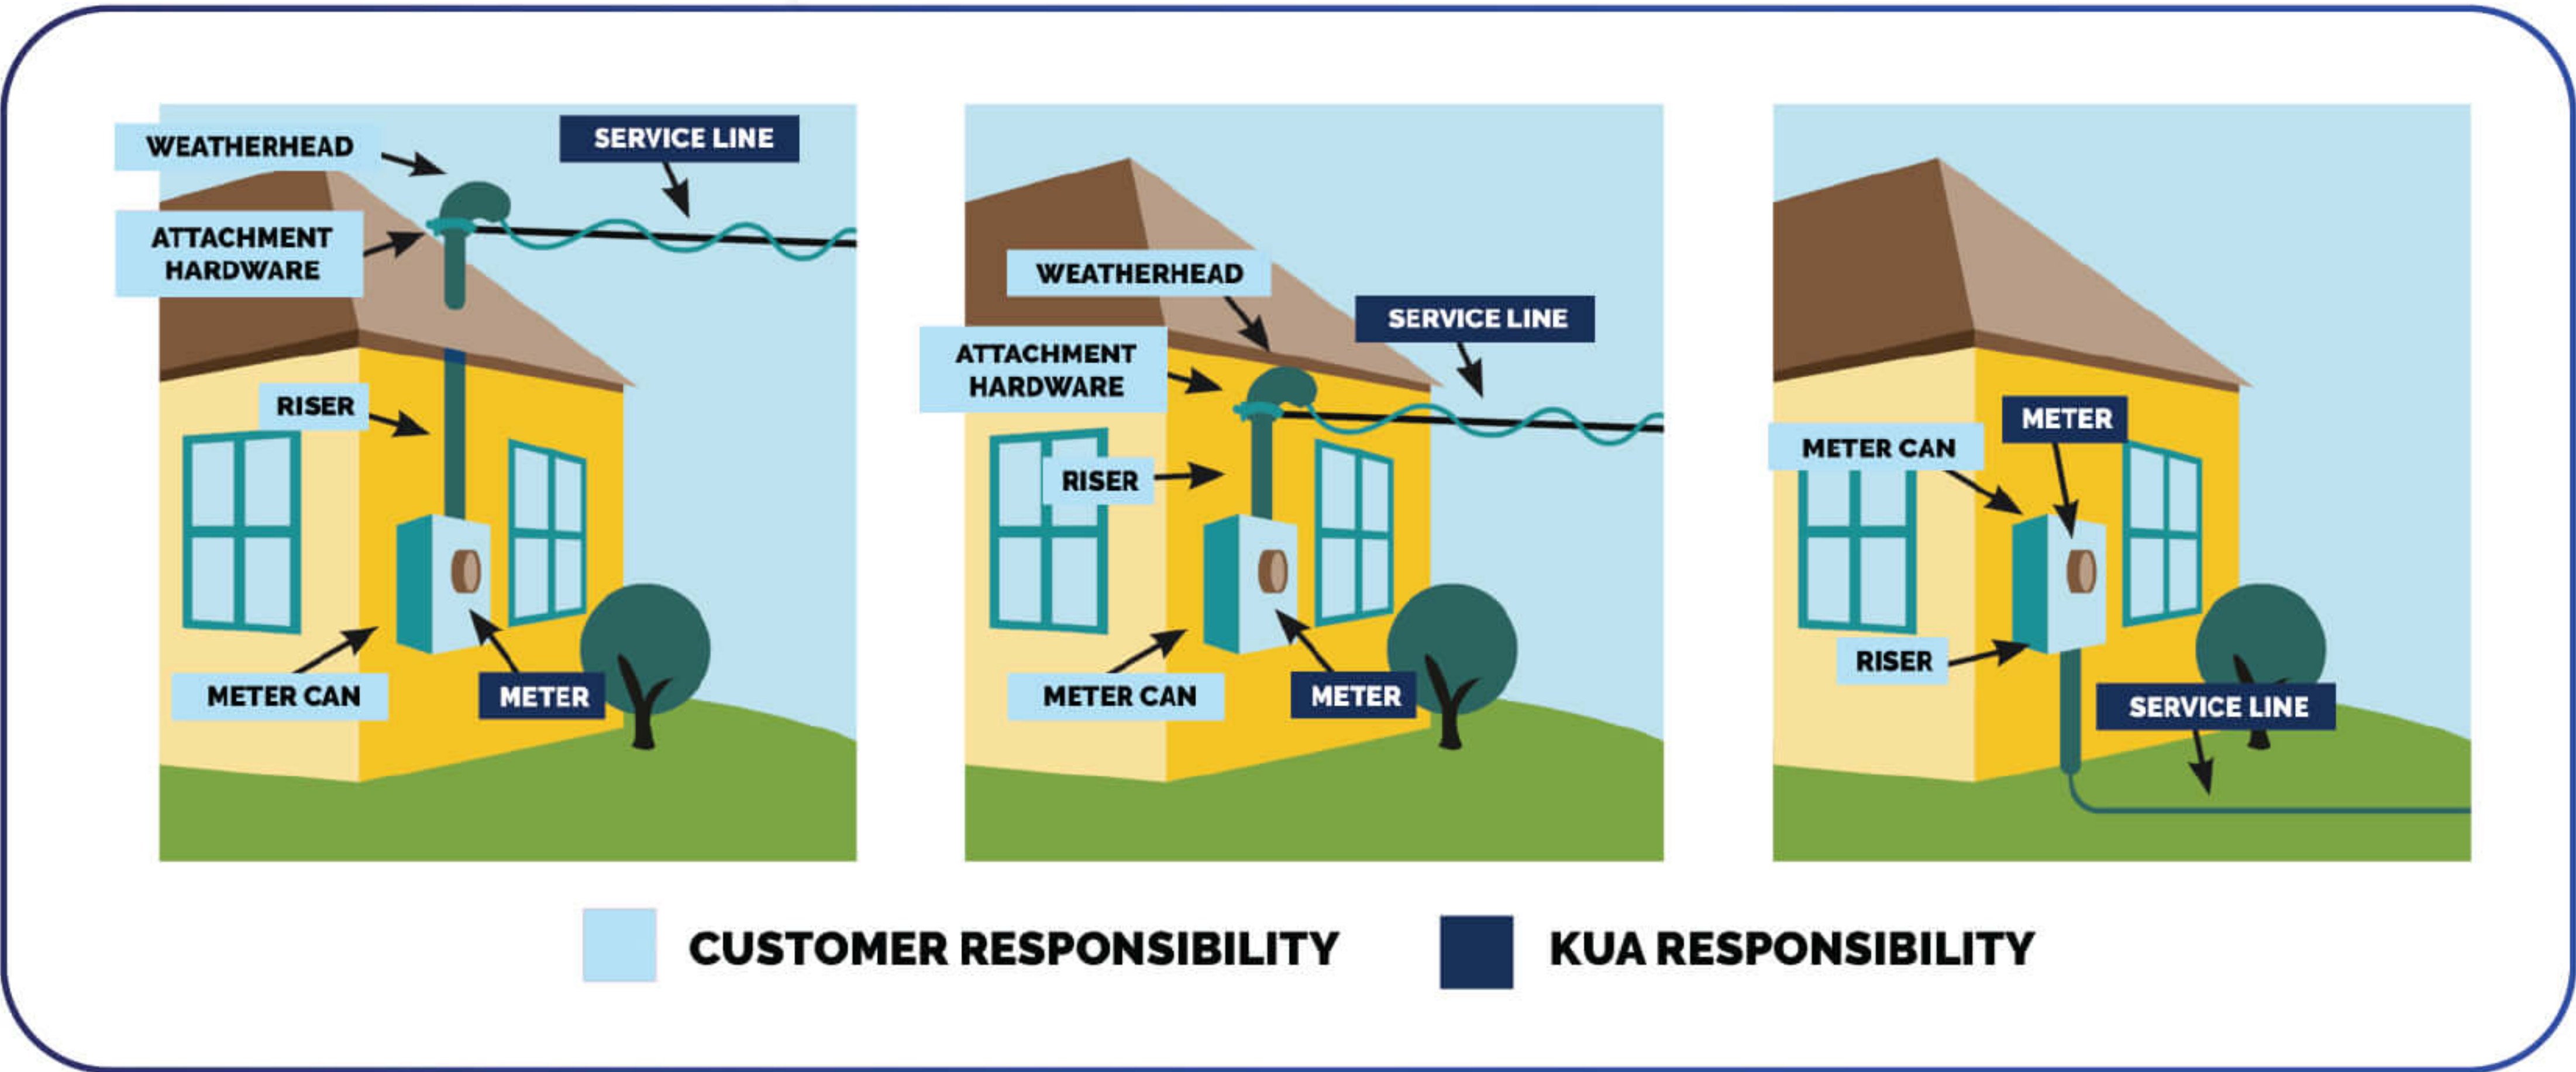 WEATHERHEAD
SERVICE LINE
ATTACHMENT
HARDWARE
RISER
METER CAN
METER
WEATHERHEAD
SERVICE LINE
ATTACHMENT
HARDWARE
RISER
METER CAN
METER
METER
METER CAN
RISER
SERVICE LINE
CUSTOMER RESPONSIBILITY
KUA RESPONSIBILITY